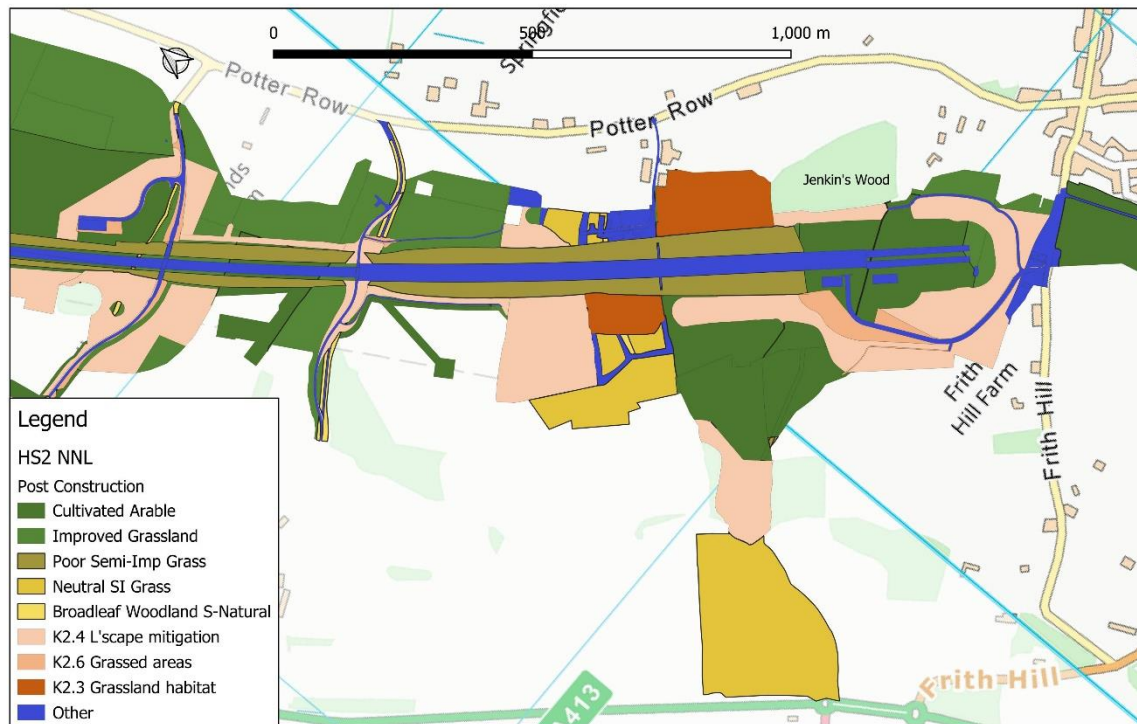 0
500
1,000 m
Potter Row
Potter Row
Jenkin's Wood
Frith
Hill Farm
Frith Hill
Frith Hill
413
Legend
HS2 NNL
Post Construction
Cultivated Arable
Improved Grassland
Poor Semi-Imp Grass
Neutral SI Grass
Broadleaf Woodland S-Natural
K2.4 L'scape mitigation
K2.6 Grassed areas
K2.3 Grassland habitat
Other